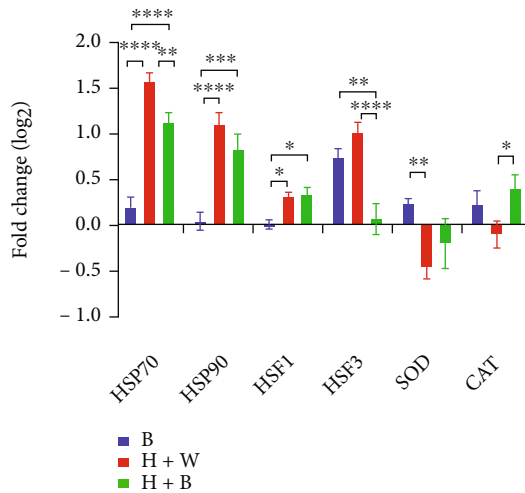 Fold change (log2)
2.0
1.5
1.0
0.5
0.0
– 0.5
– 1.0
****
**** **
***
****
*
*
**
****
**
*
HSP70
HSP90
HSF1
HSF3
SOD
CAT
B
H + W
H + B